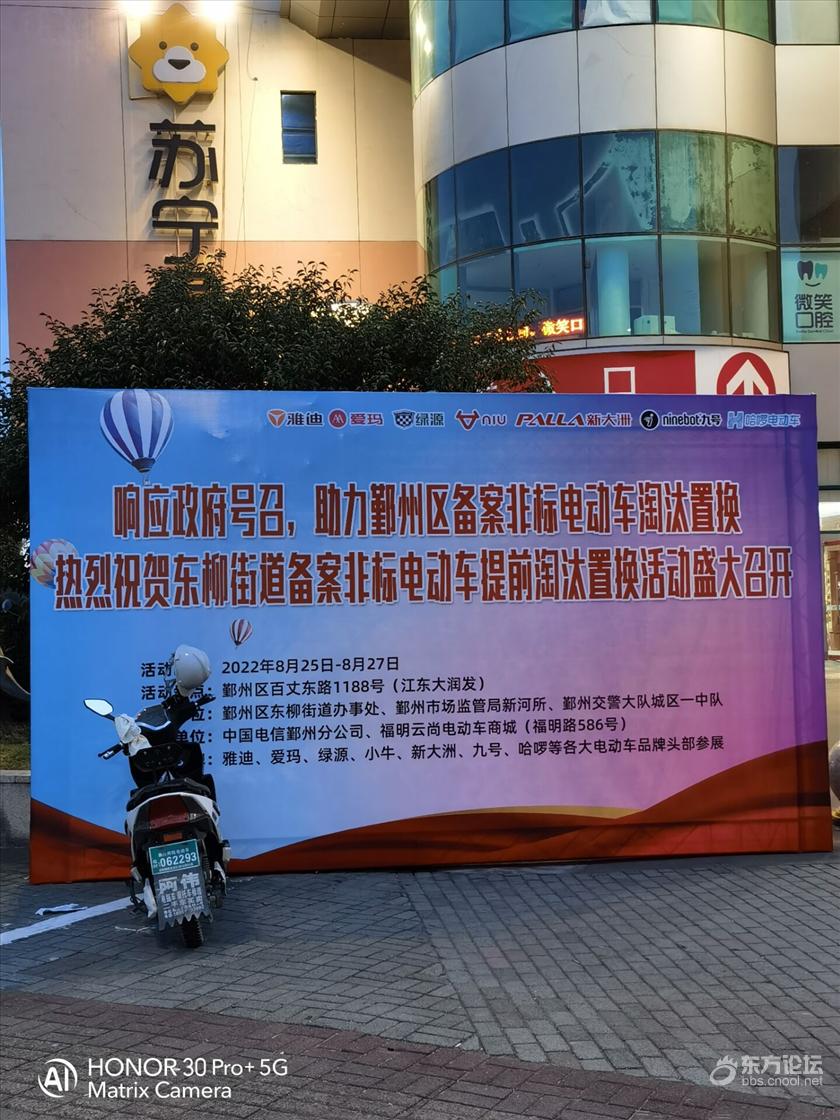 苏宁
微笑
口腔
微笑口
雅迪 爱玛 绿源 niu PALLA新大洲 ninebot九号 哈啰电动车
响应政府号召，助力鄞州区备案非标电动车淘汰置换
热烈祝贺东柳街道备案非标电动车提前淘汰置换活动盛大召开
活动 2022年8月25日-8月27日
活动 点：鄞州区百丈东路1188号（江东大润发）
位：鄞州区东柳街道办事处、鄞州市场监管局新河所、鄞州交警大队城区一中队
单位：中国电信鄞州分公司、福明云尚电动车商城（福明路586号）
雅迪、爱玛、绿源、小牛、新大洲、九号、哈啰等各大电动车品牌头部参展
062293
AI HONOR 30 Pro+ 5G
Matrix Camera
东方论坛
bbs.cnool.net